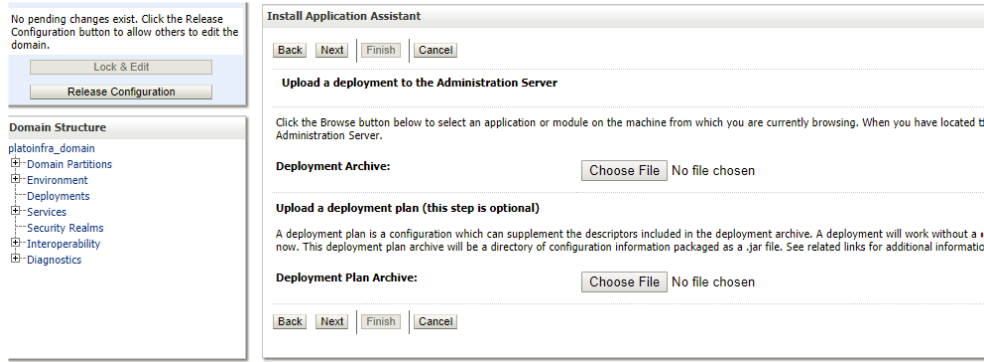 No pending changes exist. Click the Release
Configuration button to allow others to edit the
domain.
Lock & Edit
Release Configuration
Domain Structure
platoinfra_domain
Domain Partitions
Environment
Deployments
Services
Security Realms
Interoperability
Diagnostics
Install Application Assistant
Back Next Finish Cancel
Upload a deployment to the Administration Server
Click the Browse button below to select an application or module on the machine from which you are currently browsing. When you have located
Administration Server.
Deployment Archive: Choose File No file chosen
Upload a deployment plan (this step is optional)
A deployment plan is a configuration which can supplement the descriptors included in the deployment archive. A deployment will work without a
now. This deployment plan archive will be a directory of configuration information packaged as a .jar file. See related links for additional informatio
Deployment Plan Archive: Choose File No file chosen
Back Next Finish Cancel